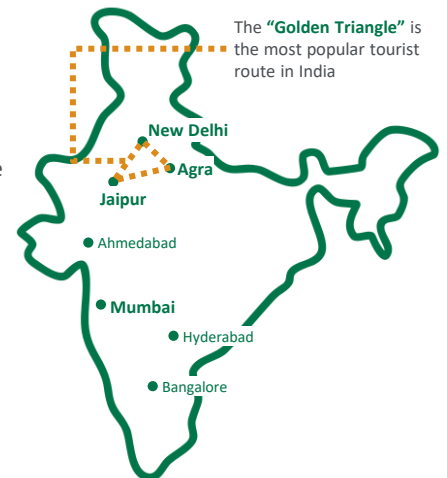 The “Golden Triangle” is
the most popular tourist
route in India
New Delhi
e
Agra
Jaipur
Ahmedabad
Mumbai
Hyderabad
Bangalore